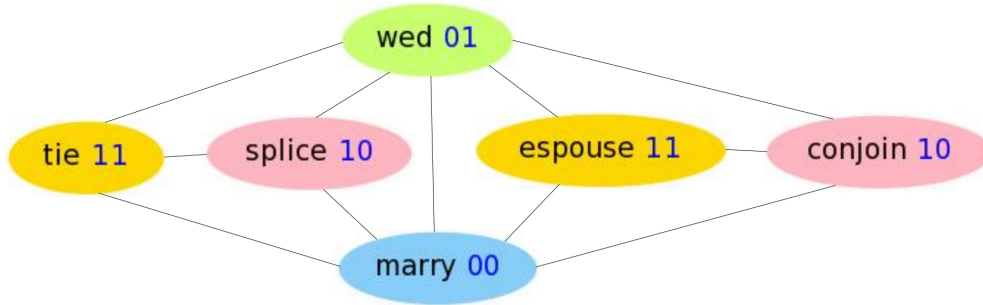 wed 01
tie 11
splice 10
espouse 11
conjoin 10
marry 00